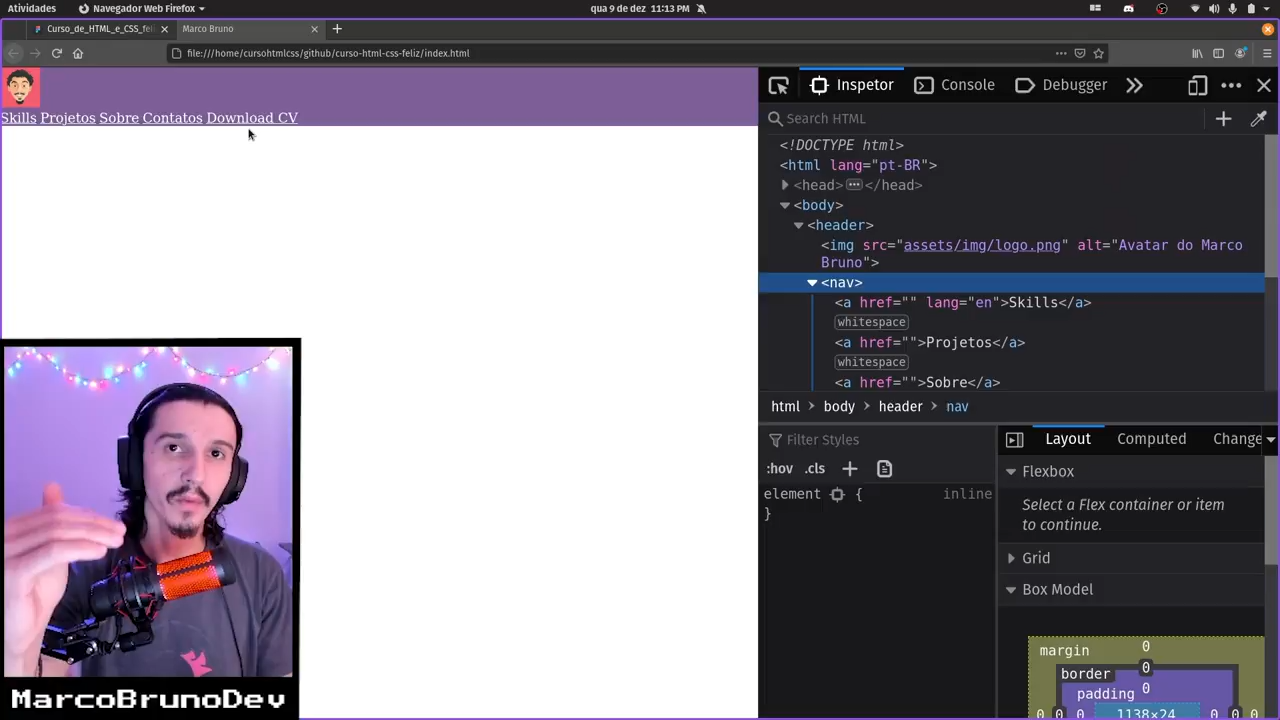 Atividades
Navegador Web Firefox
qua 9 de dez 11:13 PM
Curso_de_HTML_e_CSS_feli
Marco Bruno
file:///home/cursohtmlcss/github/curso-html-css-feliz/index.html
Skills Projetos Sobre Contatos Download CV
Inspetor
Console
Debugger
Search HTML
<!DOCTYPE html>
<html lang="pt-BR">
<head></head>
<body>
<header>
<img src="assets/img/logo.png" alt="Avatar do Marco
Bruno">
<nav>
<a href="" lang="en">Skills</a>
whitespace
<a href="">Projetos</a>
whitespace
<a href="">Sobre</a>
html > body > header > nav
Filter Styles
:hov .cls
element { inline
}
Layout
Computed
Change
Flexbox
Select a Flex container or item
to continue.
Grid
Box Model
margin 0
border 0
padding 0
0 0 0 1138×24 0 0 0
MarcoBrunoDev